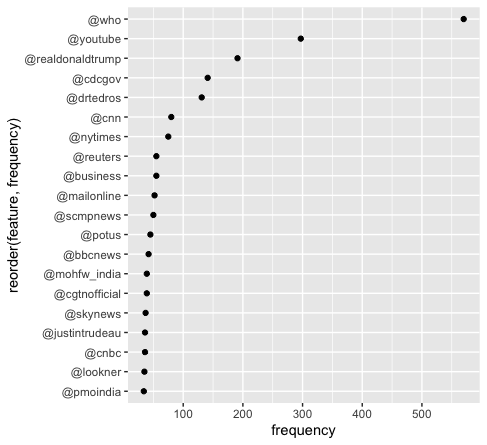 @who
@youtube
@realdonaldtrump
@cdcgov
@drtedros
@cnn
@nytimes
@reuters
@business
@mailonline
@scmpnews
@potus
@bbcnews
@mohfw_india
@cgtnofficial
@skynews
@justintrudeau
@cnbc
@lookner
@pmoindia
reorder(feature, frequency)
100 200 300 400 500
frequency